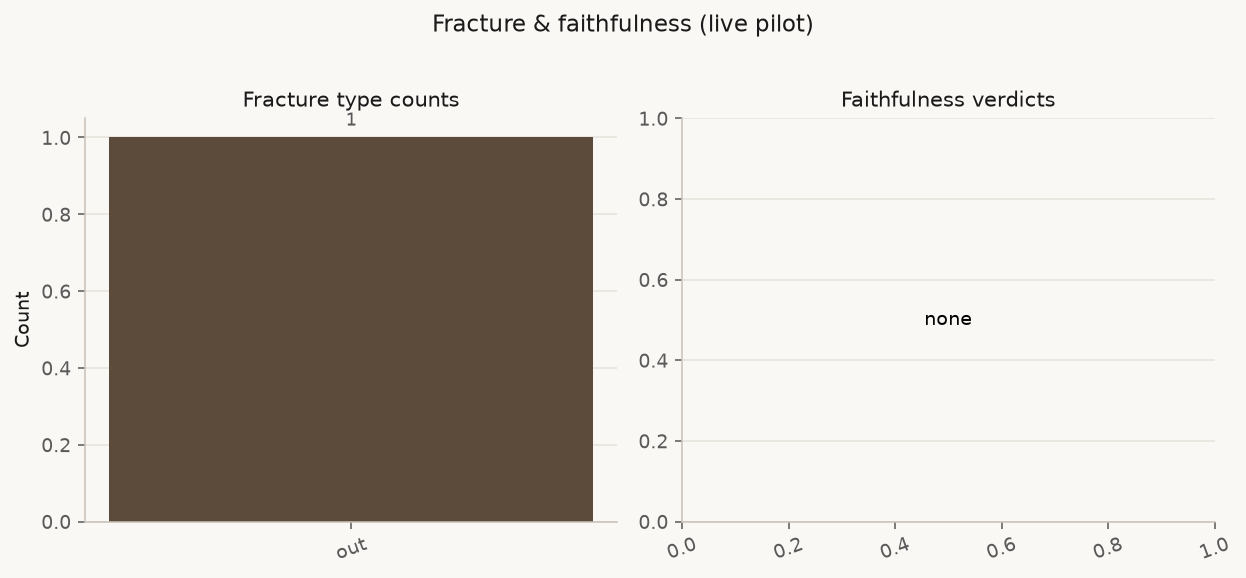 Fracture & faithfulness (live pilot)
Fracture type counts
1
1.0
0.8
0.6
0.4
0.2
0.0
Count
out
Faithfulness verdicts
1.0
0.8
0.6
0.4
0.2
0.0
none
0.0 0.2 0.4 0.6 0.8 1.0